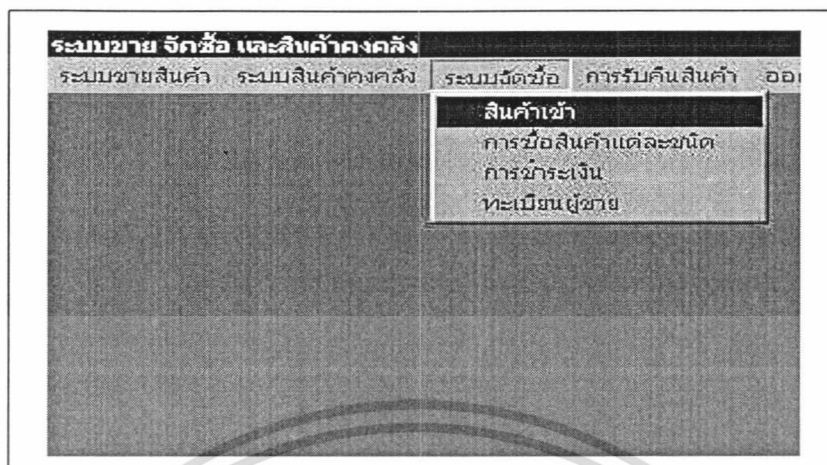 ระบบขาย จัดซื้อ และสินค้าคงคลัง
ระบบขายสินค้า ระบบสินค้าคงคลัง ระบบจัดซื้อ การรับคืนสินค้า ออ
สินค้าเข้า
การซื้อสินค้าแต่ละชนิด
การชำระเงิน
ทะเบียนผู้ขาย